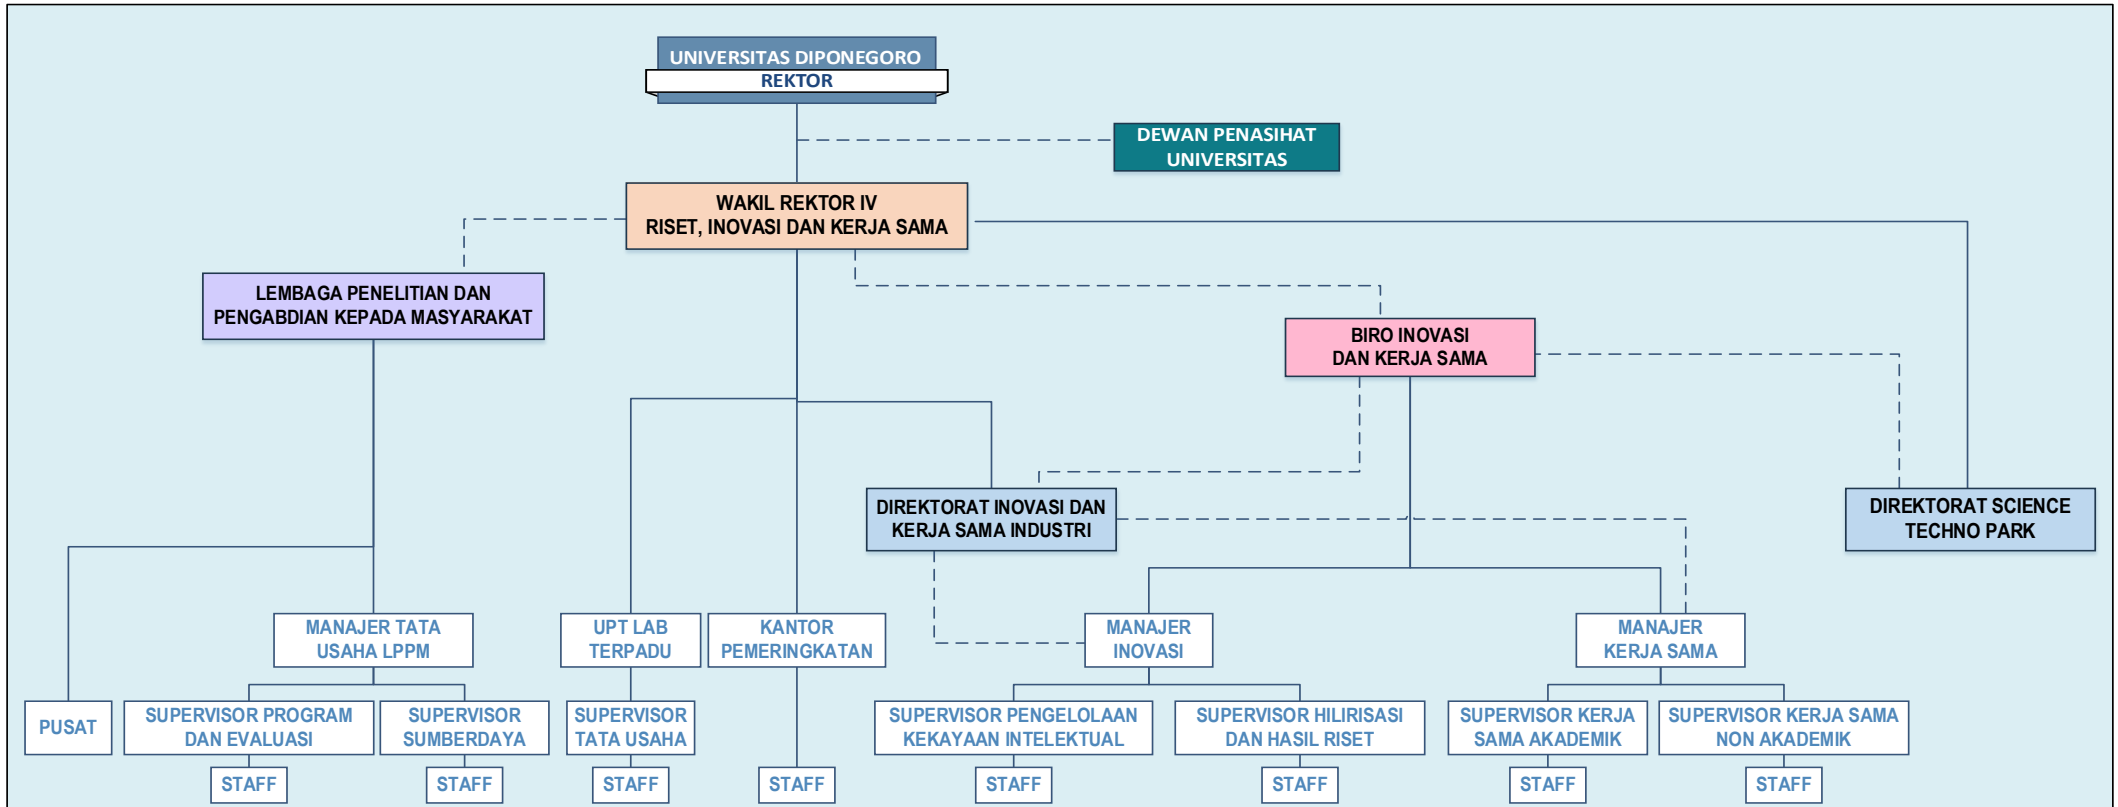 UNIVERSITAS DIPONEGORO
REKTOR
DEWAN PENASIHAT
UNIVERSITAS
WAKIL REKTOR IV
RISET, INOVASI DAN KERJA SAMA
LEMBAGA PENELITIAN DAN
PENGABDIAN KEPADA MASYARAKAT
BIRO INOVASI
DAN KERJA SAMA
DIREKTORAT INOVASI DAN
KERJA SAMA INDUSTRI
DIREKTORAT SCIENCE
TECHNO PARK
MANAJER TATA
USAHA LPPM
UPT LAB
TERPADU
KANTOR
PEMERINGKATAN
MANAJER
INOVASI
MANAJER
KERJA SAMA
PUSAT
SUPERVISOR PROGRAM
DAN EVALUASI
SUPERVISOR
SUMBERDAYA
SUPERVISOR
TATA USAHA
SUPERVISOR PENGELOLAAN
KEKAYAAN INTELEKTUAL
SUPERVISOR HILIRISASI
DAN HASIL RISET
SUPERVISOR KERJA
SAMA AKADEMIK
SUPERVISOR KERJA SAMA
NON AKADEMIK
STAFF
STAFF
STAFF
STAFF
STAFF
STAFF
STAFF
STAFF